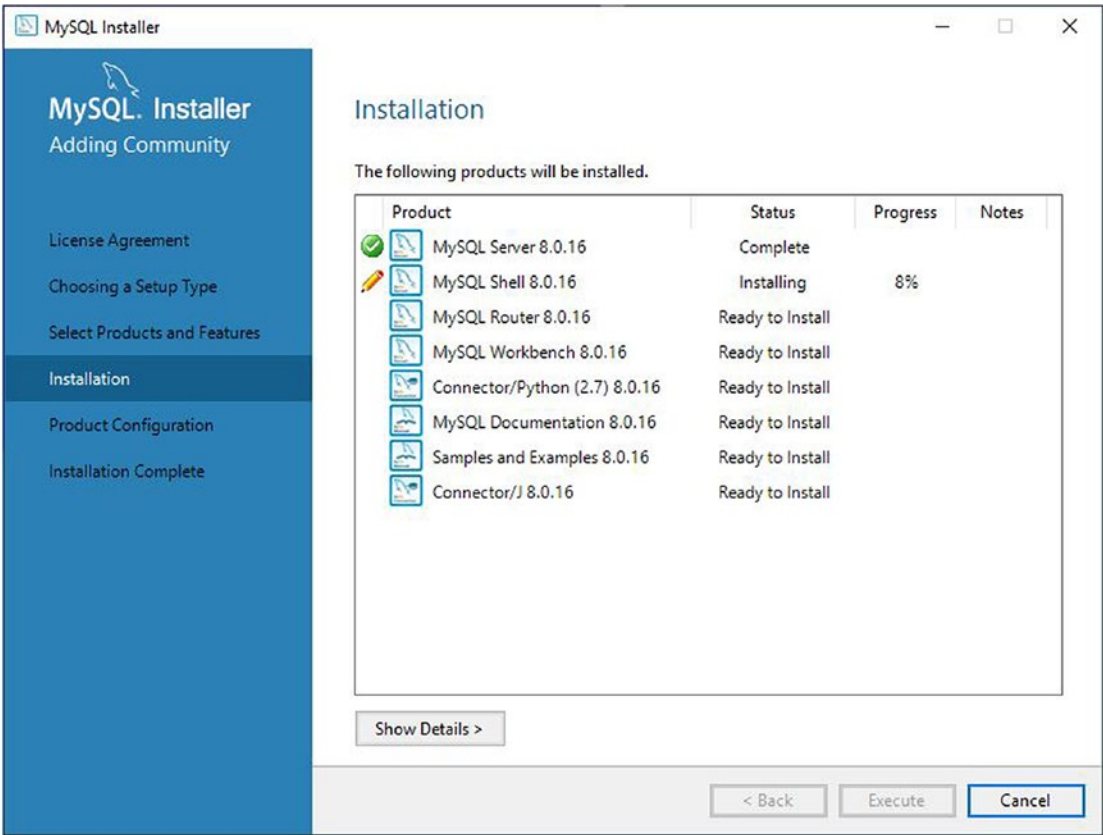 MySQL Installer
MySQL. Installer
Adding Community
License Agreement
Choosing a Setup Type
Select Products and Features
Installation
Product Configuration
Installation Complete
Installation
The following products will be installed.
Product Status Progress Notes
MySQL Server 8.0.16 Complete
MySQL Shell 8.0.16 Installing 8%
MySQL Router 8.0.16 Ready to Install
MySQL Workbench 8.0.16 Ready to Install
Connector/Python (2.7) 8.0.16 Ready to Install
MySQL Documentation 8.0.16 Ready to Install
Samples and Examples 8.0.16 Ready to Install
Connector/J 8.0.16 Ready to Install
Show Details >
< Back Execute Cancel